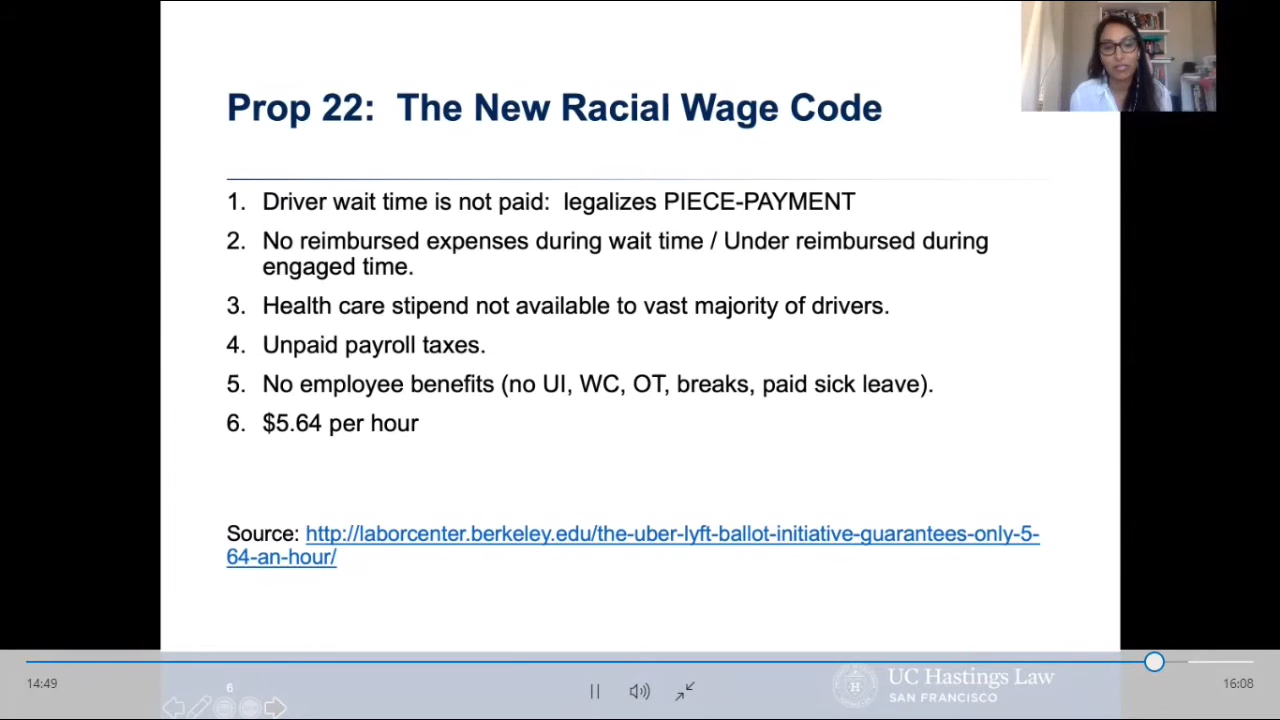 Prop 22: The New Racial Wage Code
1. Driver wait time is not paid: legalizes PIECE-PAYMENT
2. No reimbursed expenses during wait time / Under reimbursed during
engaged time.
3. Health care stipend not available to vast majority of drivers.
4. Unpaid payroll taxes.
5. No employee benefits (no UI, WC, OT, breaks, paid sick leave).
6. $5.64 per hour
Source: http://laborcenter.berkeley.edu/the-uber-lyft-ballot-initiative-guarantees-only-5-
64-an-hour/
14:49
16:08
6
UC Hastings Law
SAN FRANCISCO